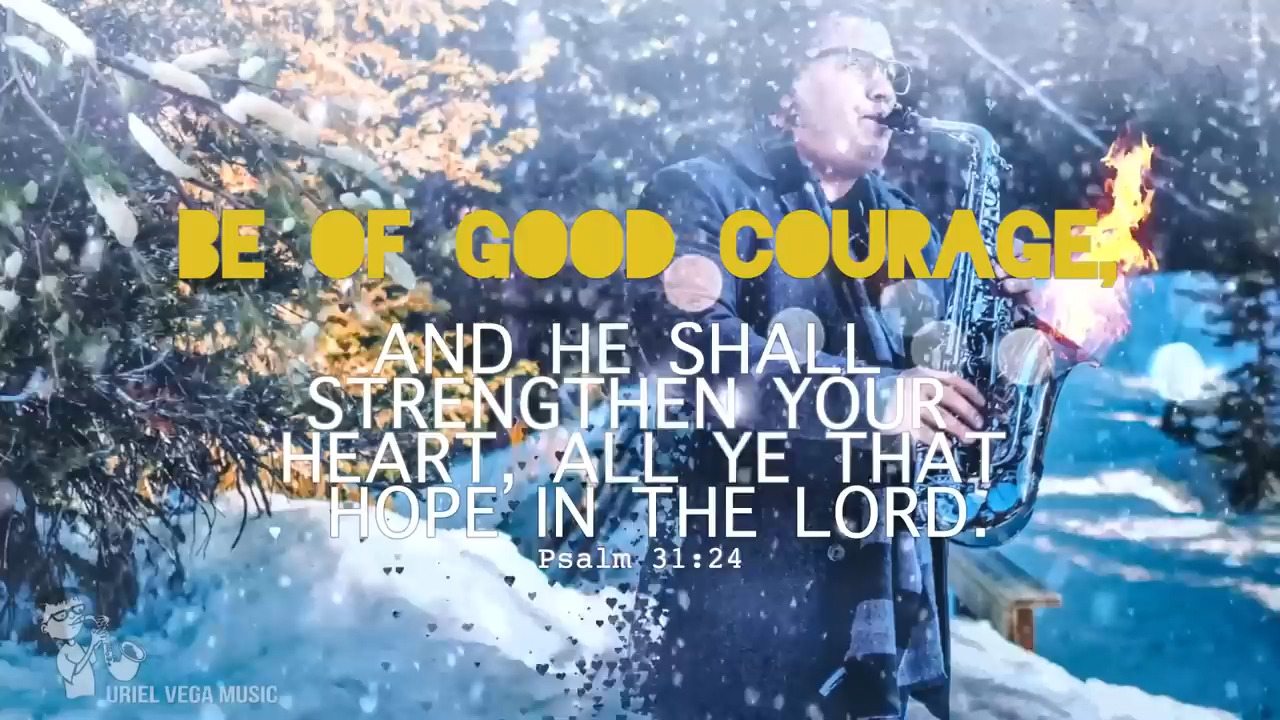 BE OF GOOD COURAGE,
AND HE SHALL
STRENGTHEN YOUR
HEART, ALL YE THAT
HOPE IN THE LORD.
Psalm 31:24
URIEL VEGA MUSIC